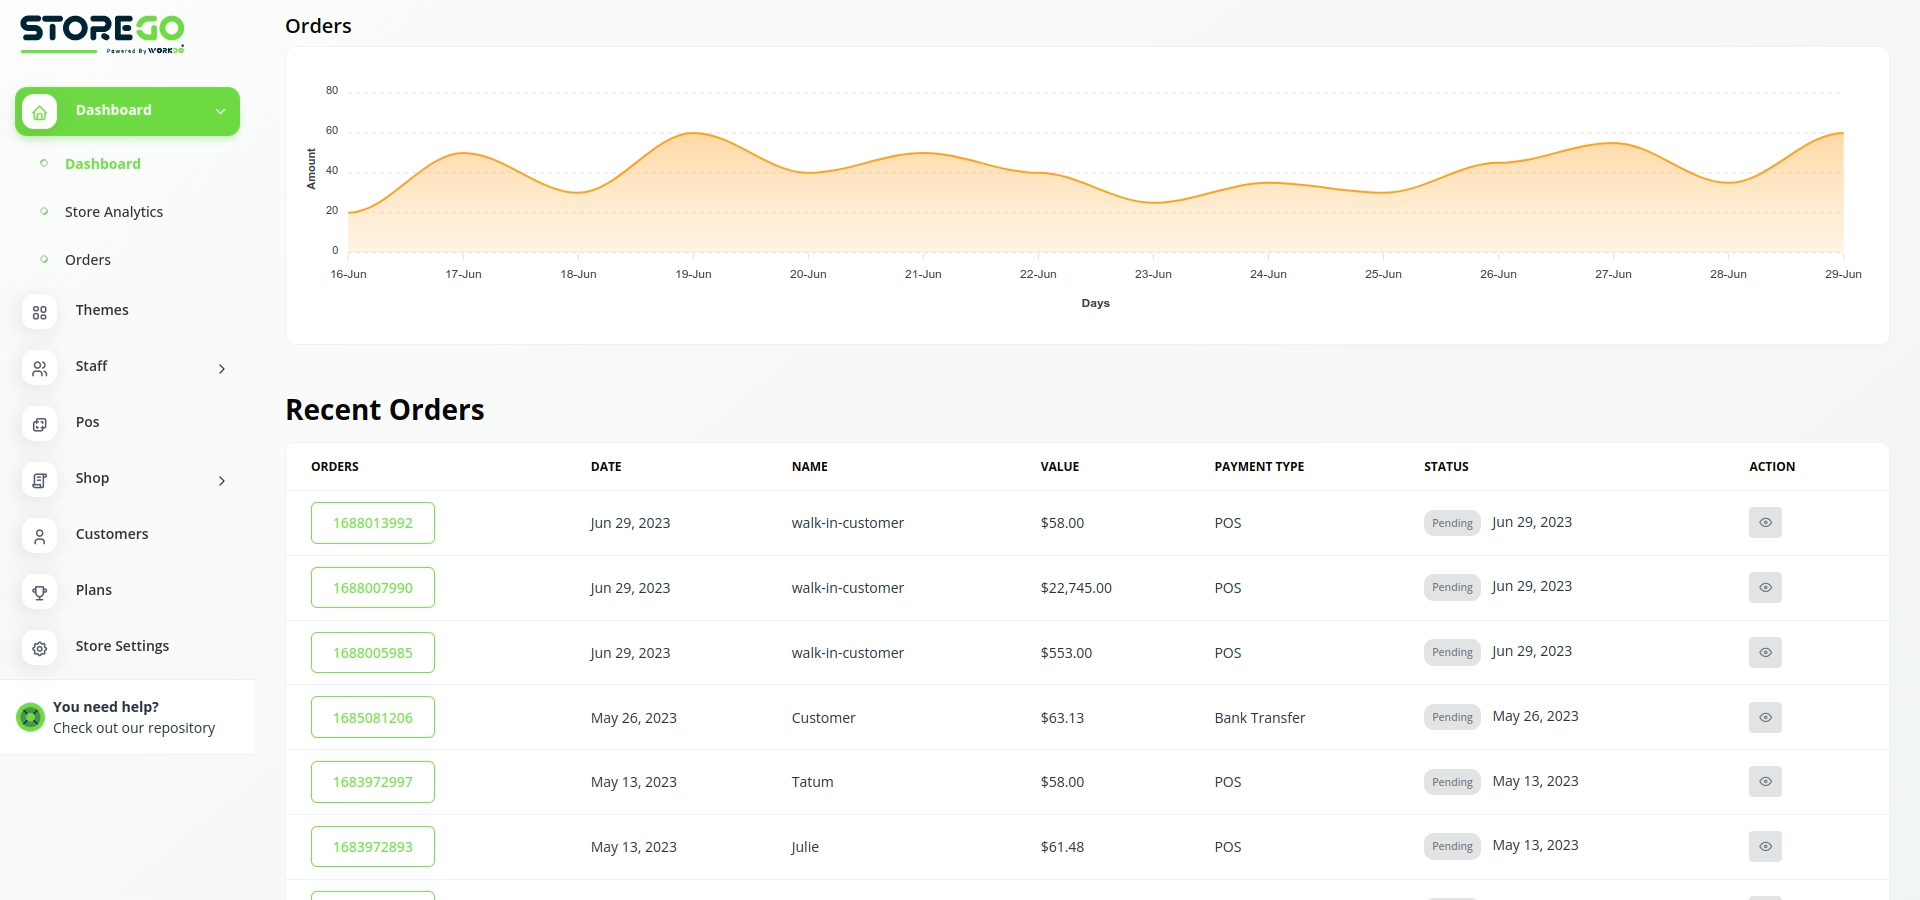 STOREGO
Powered By WORKDO
Dashboard
Dashboard
Store Analytics
Orders
Themes
Staff
Pos
Shop
Customers
Plans
Store Settings
You need help?
Check out our repository
Orders
80
60
40
20
0
Amount
16-Jun 17-Jun 18-Jun 19-Jun 20-Jun 21-Jun 22-Jun 23-Jun 24-Jun 25-Jun 26-Jun 27-Jun 28-Jun 29-Jun
Days
Recent Orders
ORDERS DATE NAME VALUE PAYMENT TYPE STATUS ACTION
1688013992 Jun 29, 2023 walk-in-customer $58.00 POS Pending Jun 29, 2023
1688007990 Jun 29, 2023 walk-in-customer $22,745.00 POS Pending Jun 29, 2023
1688005985 Jun 29, 2023 walk-in-customer $553.00 POS Pending Jun 29, 2023
1685081206 May 26, 2023 Customer $63.13 Bank Transfer Pending May 26, 2023
1683972997 May 13, 2023 Tatum $58.00 POS Pending May 13, 2023
1683972893 May 13, 2023 Julie $61.48 POS Pending May 13, 2023